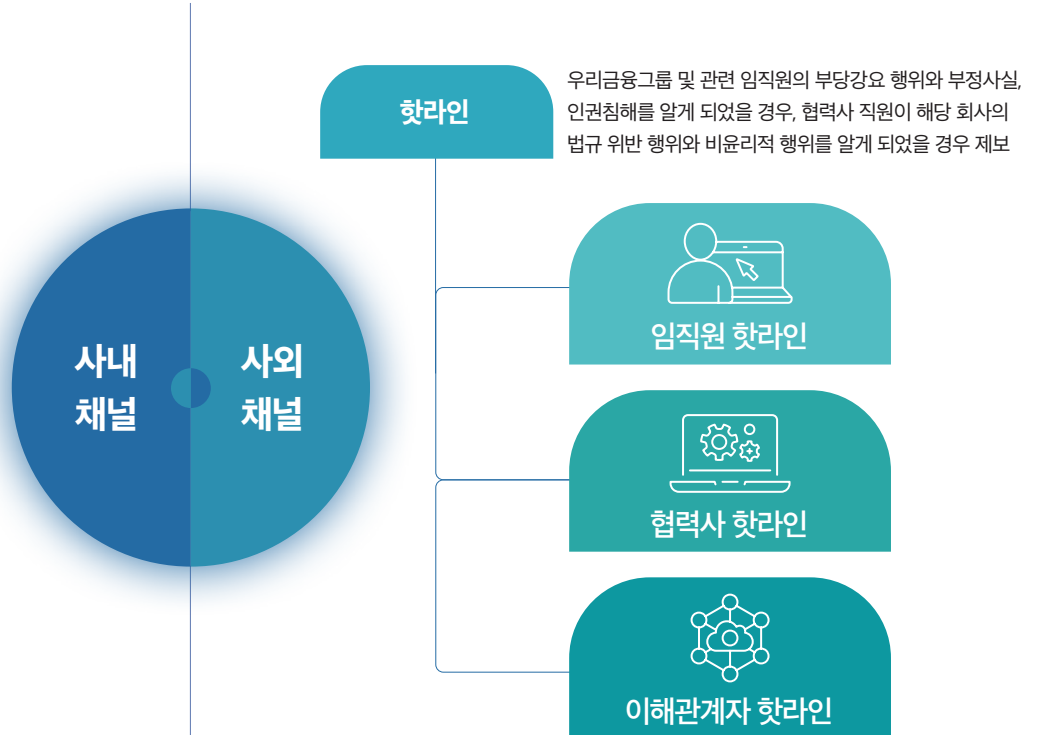 핫라인
우리금융그룹 및 관련 임직원의 부당강요 행위와 부정사실,
인권침해를 알게 되었을 경우, 협력사 직원이 해당 회사의
법규 위반 행위와 비윤리적 행위를 알게 되었을 경우 제보
사내
채널
사외
채널
임직원 핫라인
협력사 핫라인
이해관계자 핫라인